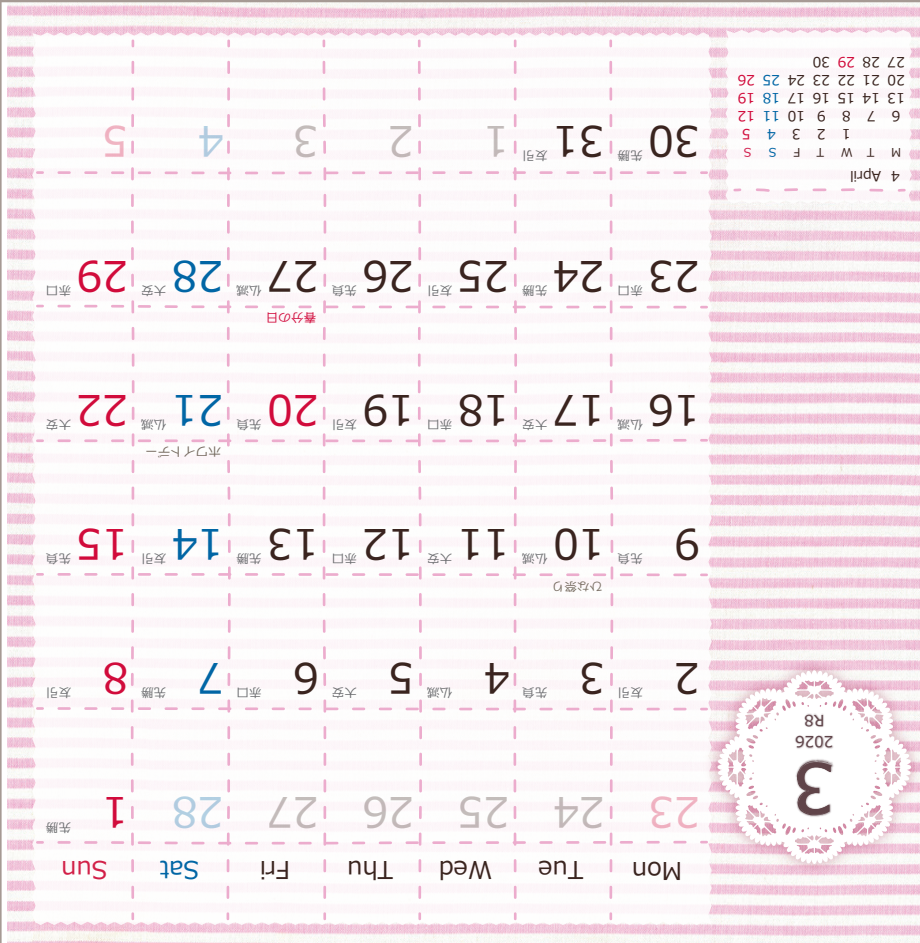 3
2026
R8
Mon Tue Wed Thu Fri Sat Sun
23 24 25 26 27 28 1 先勝
2 友引 3 先負 4 仏滅 5 大安 6 赤口 7 先勝 8 友引
ひな祭り
9 先負 10 仏滅 11 大安 12 赤口 13 先勝 14 友引 15 先負
ホワイトデー
16 仏滅 17 大安 18 赤口 19 友引 20 先負 21 仏滅 22 大安
春分の日
23 赤口 24 先勝 25 友引 26 先負 27 仏滅 28 大安 29 赤口
30 先勝 31 友引 1 2 3 4 5
4 April
M T W T F S S
1 2 3 4 5
6 7 8 9 10 11 12
13 14 15 16 17 18 19
20 21 22 23 24 25 26
27 28 29 30